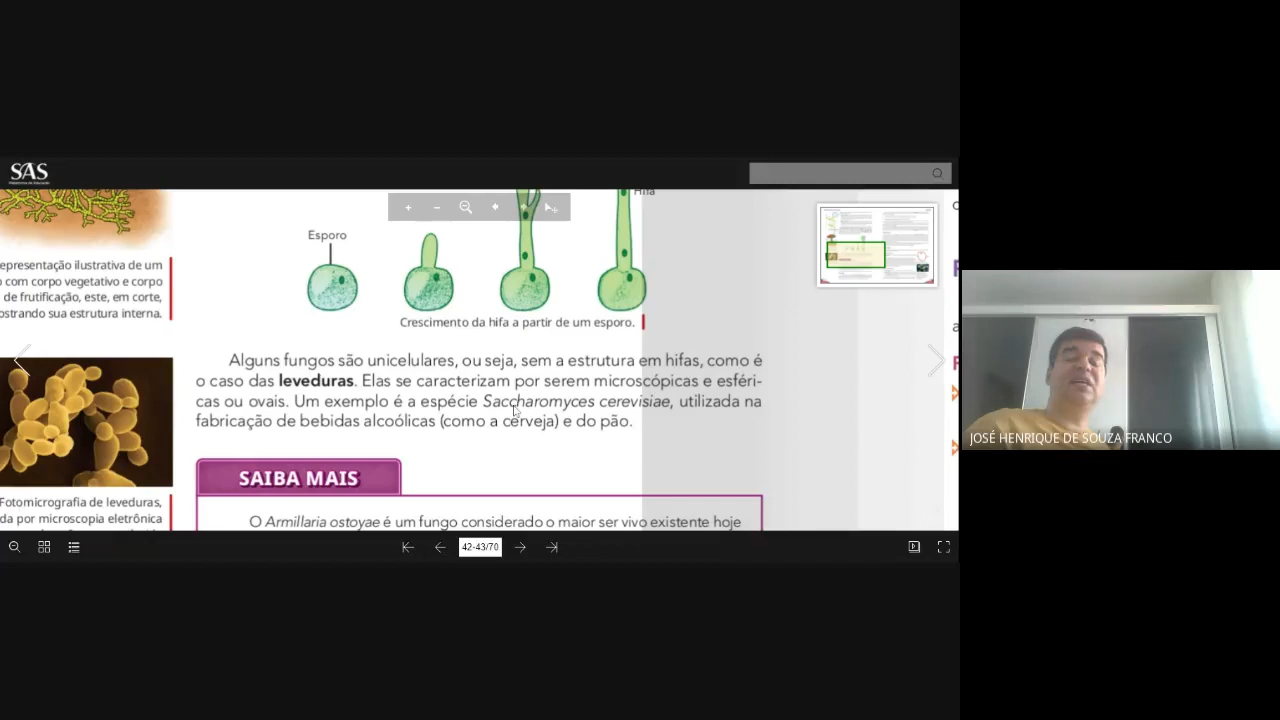 SAS
Hifa
Esporo
epresentação ilustrativa de um
o com corpo vegetativo e corpo
de frutificação, este, em corte,
ostrando sua estrutura interna.
Crescimento da hifa a partir de um esporo.
Alguns fungos são unicelulares, ou seja, sem a estrutura em hifas, como é
o caso das leveduras. Elas se caracterizam por serem microscópicas e esféri-
cas ou ovais. Um exemplo é a espécie Saccharomyces cerevisiae, utilizada na
fabricação de bebidas alcoólicas (como a cerveja) e do pão.
SAIBA MAIS
Fotomicrografia de leveduras,
da por microscopia eletrônica
O Armillaria ostoyae é um fungo considerado o maior ser vivo existente hoje
42-43/70
JOSÉ HENRIQUE DE SOUZA FRANCO